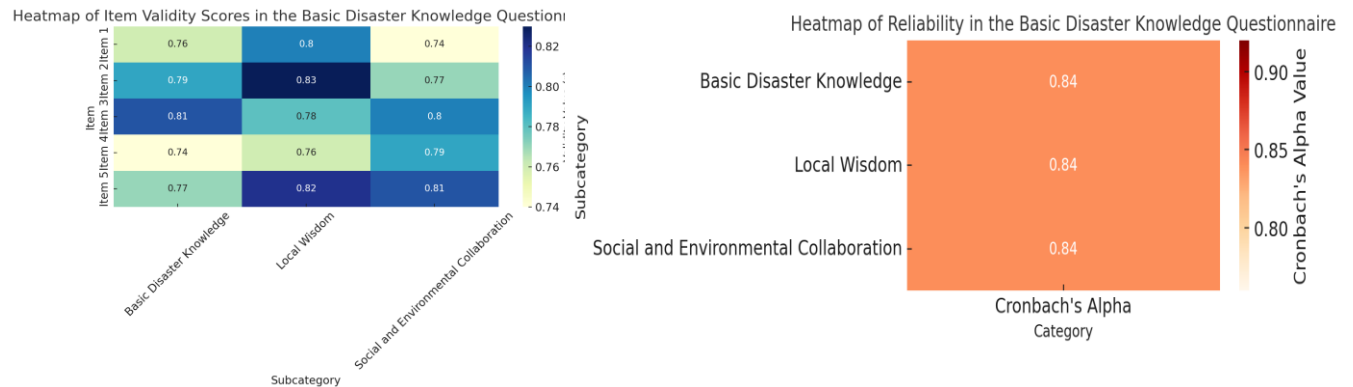 Heatmap of Item Validity Scores in the Basic Disaster Knowledge Questionn
Item
Item 1
Item 2
Item 3
Item 4
Item 5
0.76 0.8 0.74
0.79 0.83 0.77
0.81 0.78 0.8
0.74 0.76 0.79
0.77 0.82 0.81
Basic Disaster Knowledge
Local Wisdom
Social and Environmental Collaboration
Subcategory
0.82
0.80
0.78
0.76
0.74
Subcategory
Heatmap of Reliability in the Basic Disaster Knowledge Questionnaire
Basic Disaster Knowledge
Local Wisdom
Social and Environmental Collaboration
0.84
0.84
0.84
Cronbach's Alpha
Category
0.90
0.85
0.80
Cronbach's Alpha Value